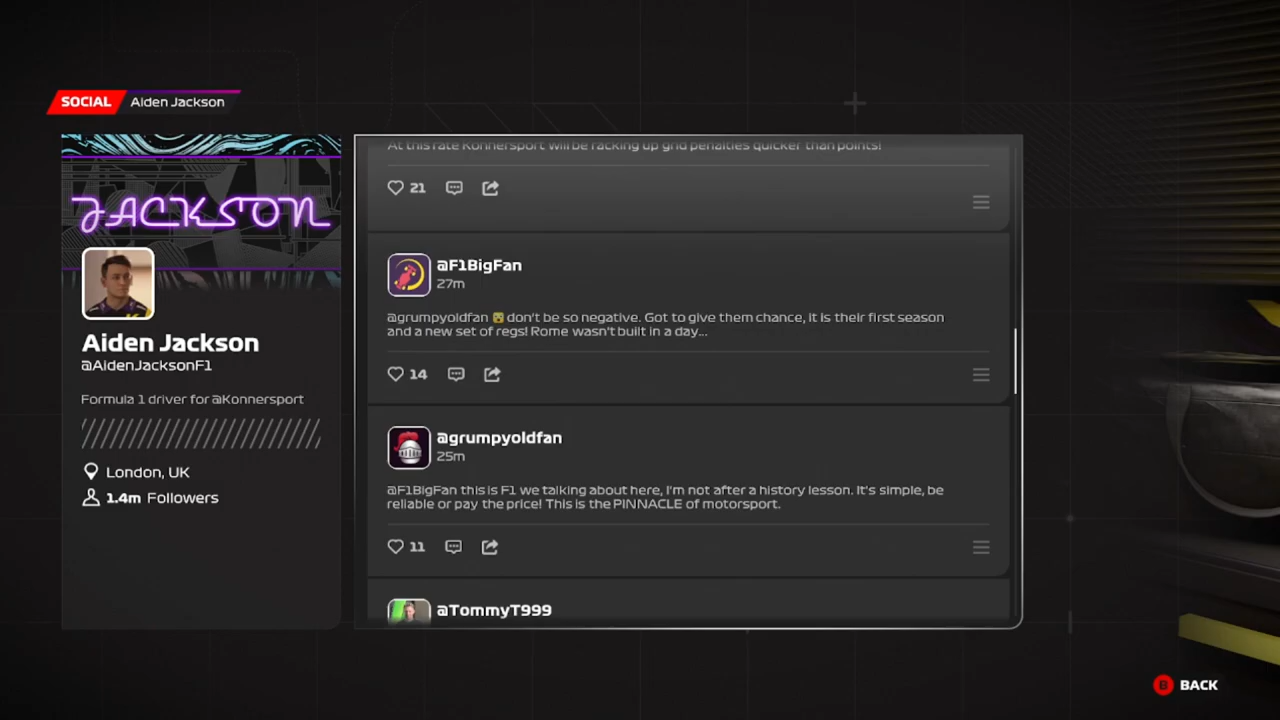 SOCIAL Aiden Jackson
JACKSON
Aiden Jackson
@AidenJacksonF1
Formula 1 driver for @Konnersport
London, UK
1.4m Followers
At this rate Konnersport will be racking up grid penalties quicker than points!
21
@F1BigFan
27m
@grumpyoldfan 😮 don't be so negative. Got to give them chance, it is their first season
and a new set of regs! Rome wasn't built in a day...
14
@grumpyoldfan
25m
@F1BigFan this is F1 we talking about here, I'm not after a history lesson. It's simple, be
reliable or pay the price! This is the PINNACLE of motorsport.
11
@TommyT999
B BACK